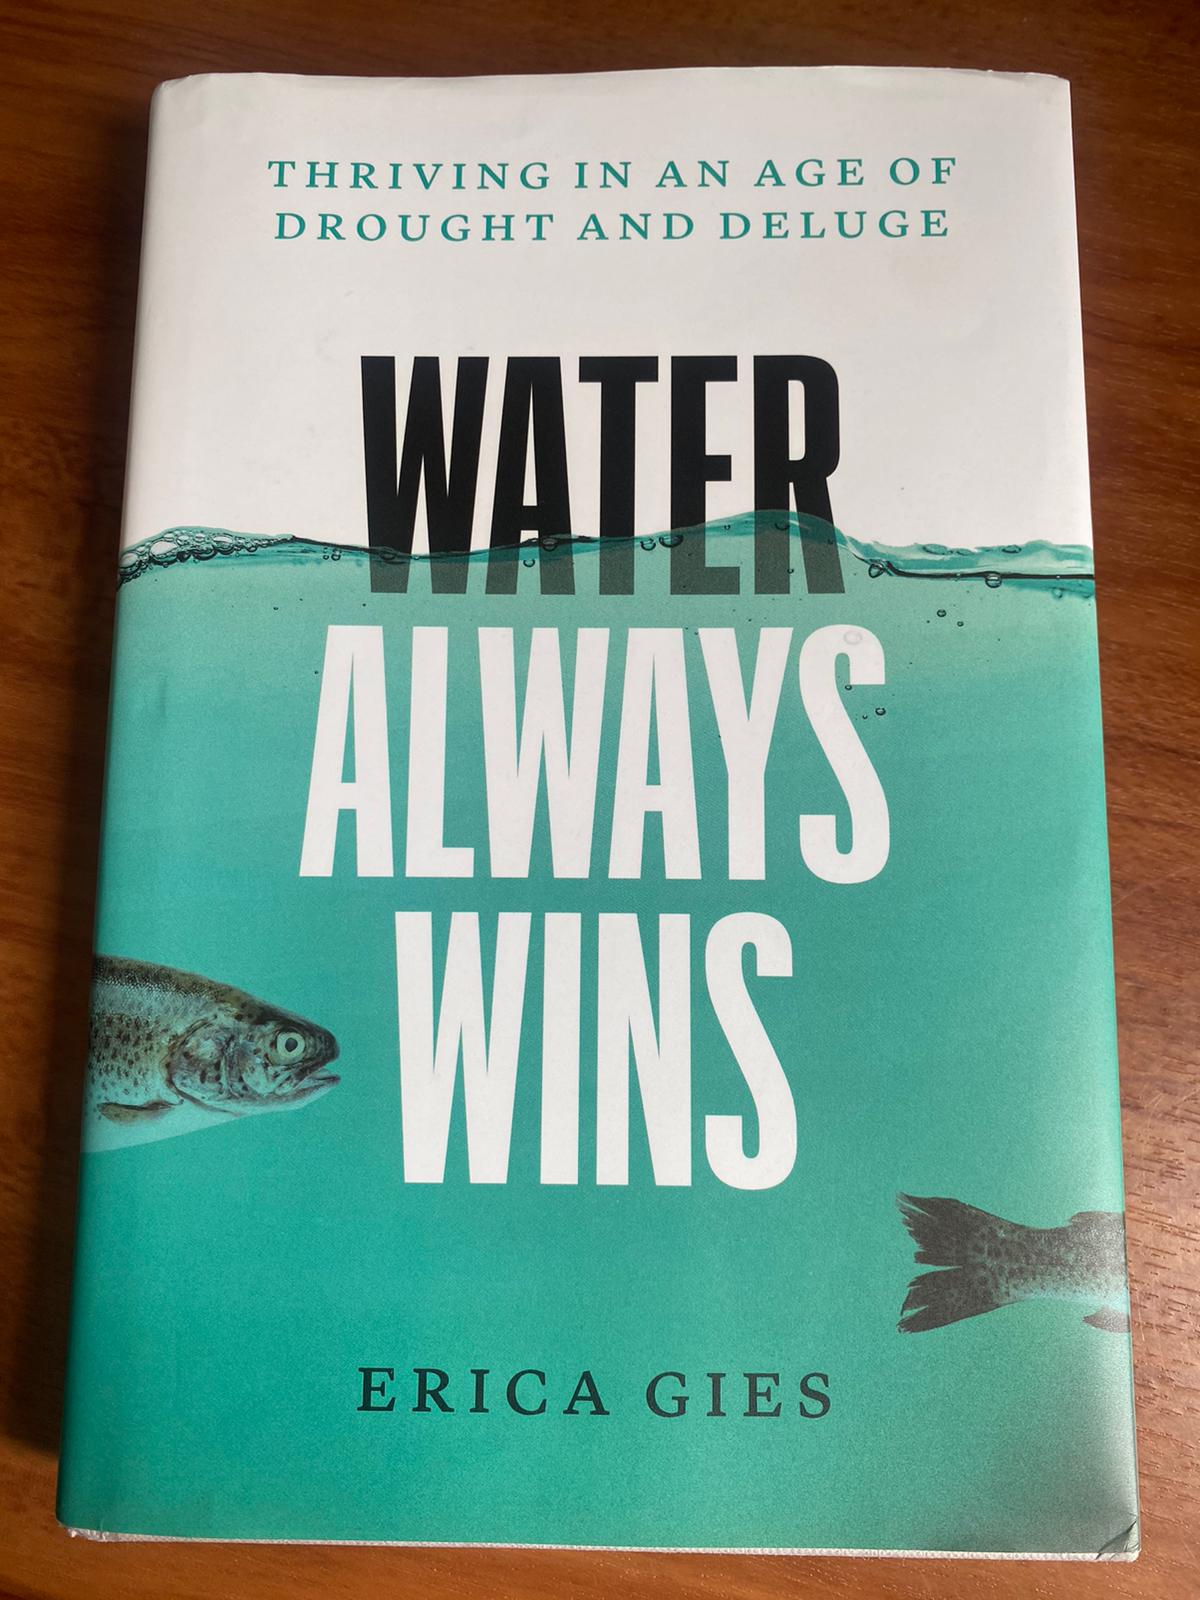 THRIVING IN AN AGE OF
DROUGHT AND DELUGE
WATER
ALWAYS
WINS
ERICA GIES